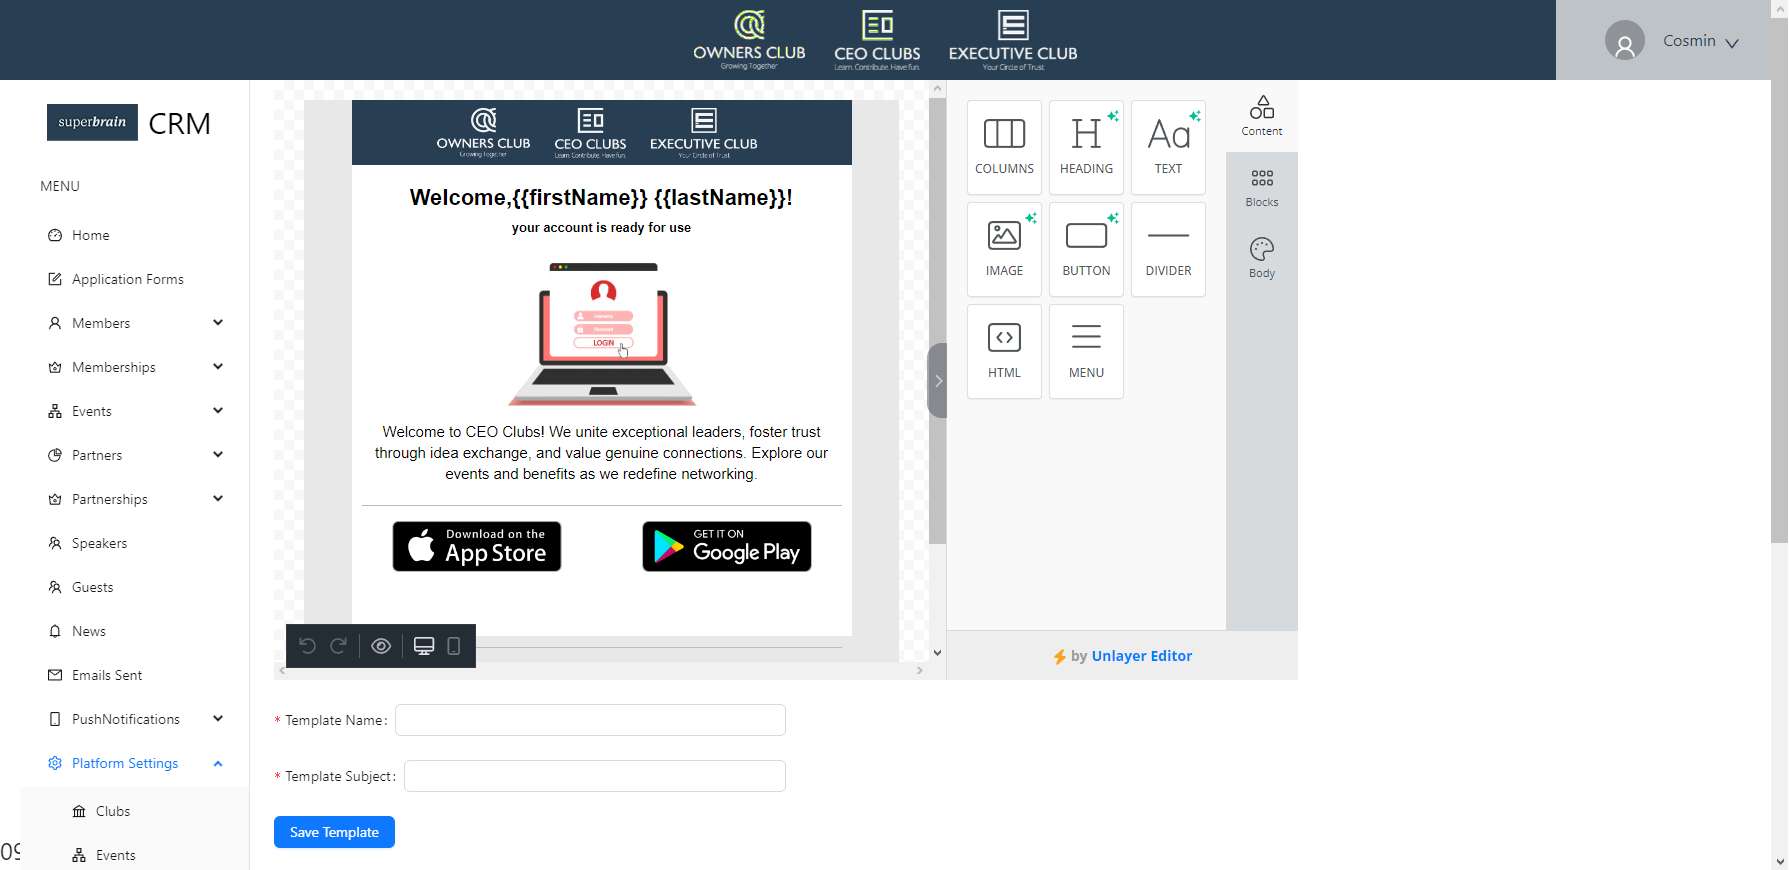 OWNERS CLUB
Growing Together
CEO CLUBS
Learn. Contribute. Have fun.
EXECUTIVE CLUB
Your Circle of Trust
Cosmin
superbrain CRM
MENU
Home
Application Forms
Members
Memberships
Events
Partners
Partnerships
Speakers
Guests
News
Emails Sent
PushNotifications
Platform Settings
Clubs
Events
09
OWNERS CLUB
Growing Together
CEO CLUBS
Learn. Contribute. Have fun.
EXECUTIVE CLUB
Your Circle of Trust
Welcome,{{firstName}} {{lastName}}!
your account is ready for use
LOGIN
Welcome to CEO Clubs! We unite exceptional leaders, foster trust
through idea exchange, and value genuine connections. Explore our
events and benefits as we redefine networking.
Download on the
App Store
GET IT ON
Google Play
COLUMNS
HEADING
TEXT
IMAGE
BUTTON
DIVIDER
HTML
MENU
Content
Blocks
Body
by Unlayer Editor
* Template Name:
* Template Subject:
Save Template